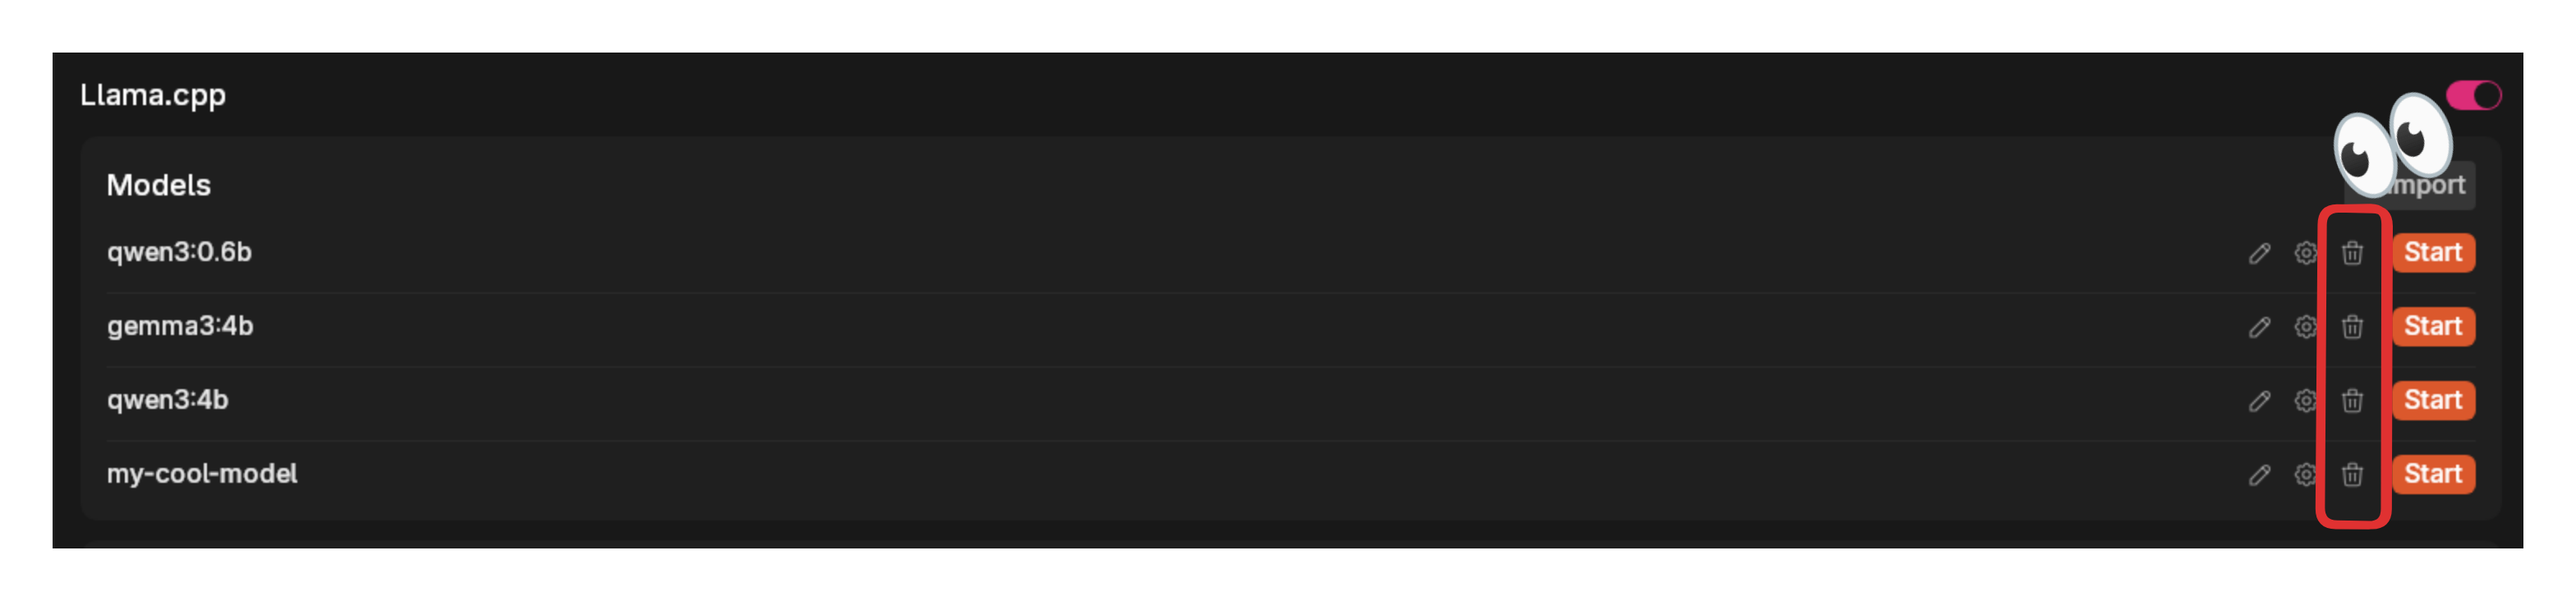 Llama.cpp
Models
mport
qwen3:0.6b
Start
gemma3:4b
Start
qwen3:4b
Start
my-cool-model
Start